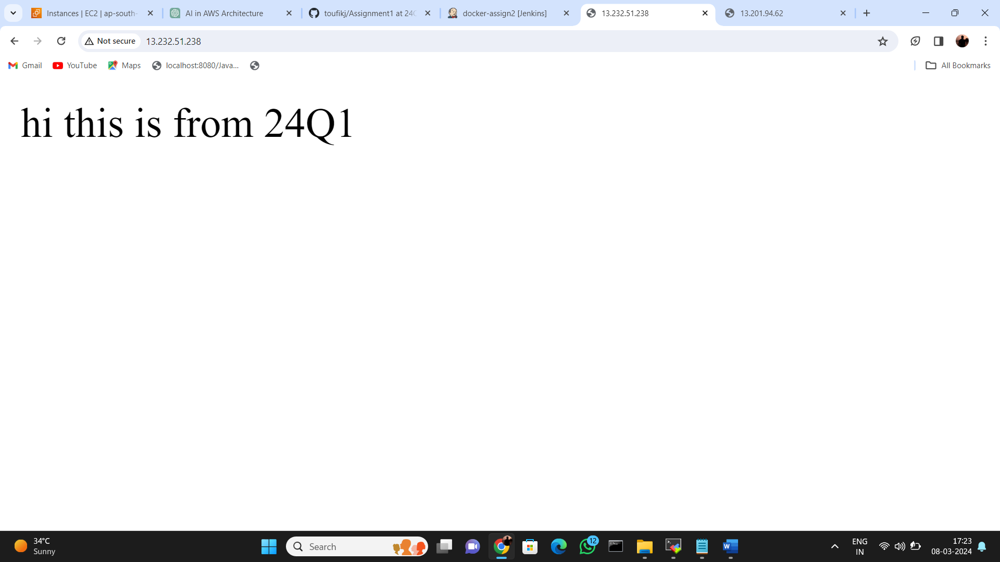 Instances | EC2 | ap-south-
AI in AWS Architecture
toufikj/Assignment1 at 24Q
docker-assign2 [Jenkins]
13.232.51.238
13.201.94.62
Not secure
13.232.51.238
Gmail
YouTube
Maps
localhost:8080/Java...
All Bookmarks
hi this is from 24Q1
34°C
Sunny
Search
12
ENG
IN
17:23
08-03-2024